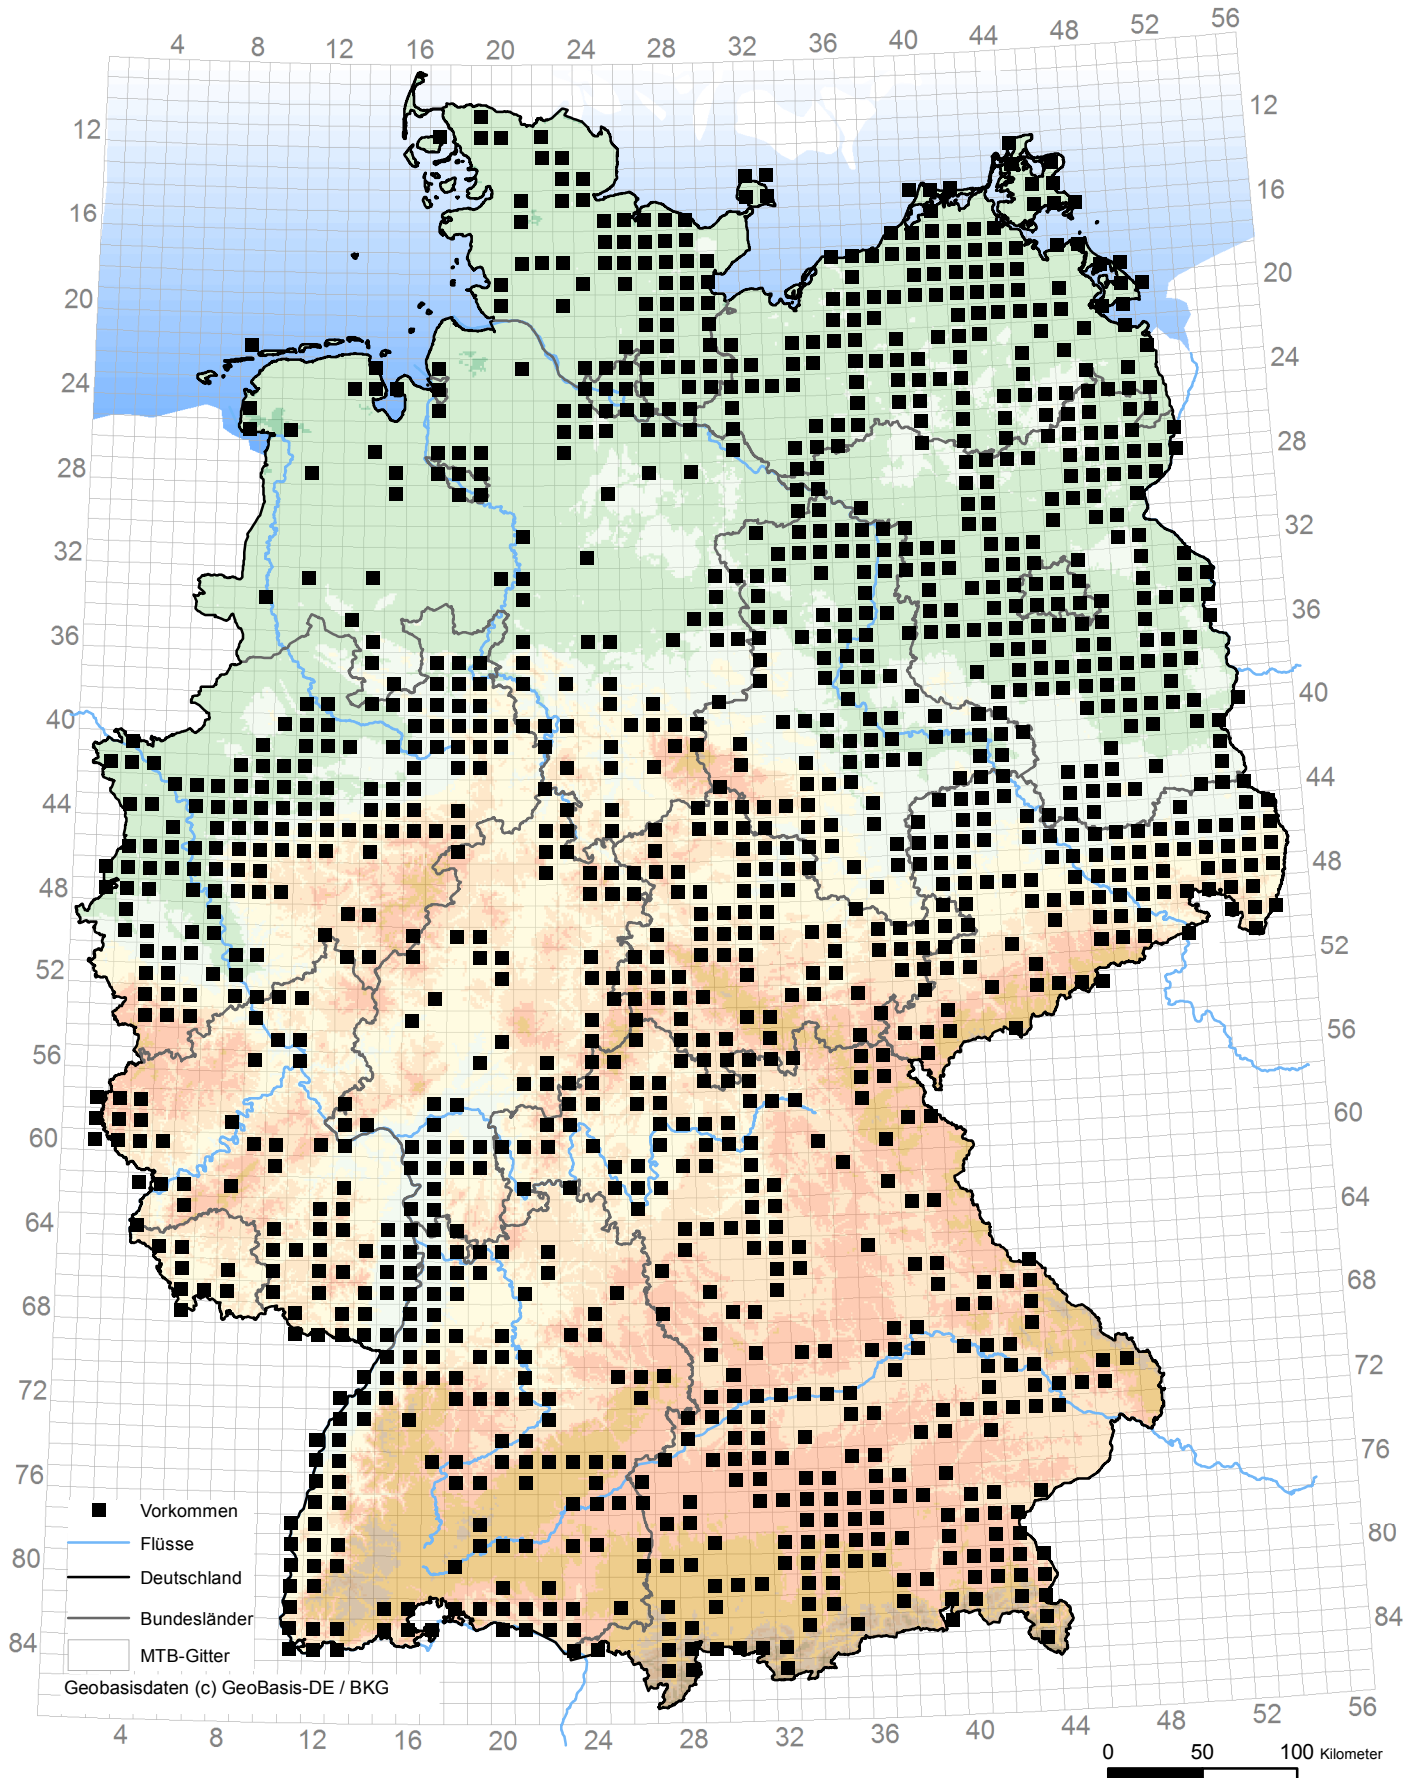 4 8 12 16 20 24 28 32 36 40 44 48 52 56
12 12
16 16
20 20
24 24
28 28
32 32
36 36
40 40
44 44
48 48
52 52
56 56
60 60
64 64
68 68
72 72
76 76
80 80
84 84
Vorkommen
Flüsse
Deutschland
Bundesländer
MTB-Gitter
Geobasisdaten (c) GeoBasis-DE / BKG
4 8 12 16 20 24 28 32 36 40 44 48 52 56
0 50 100 Kilometer